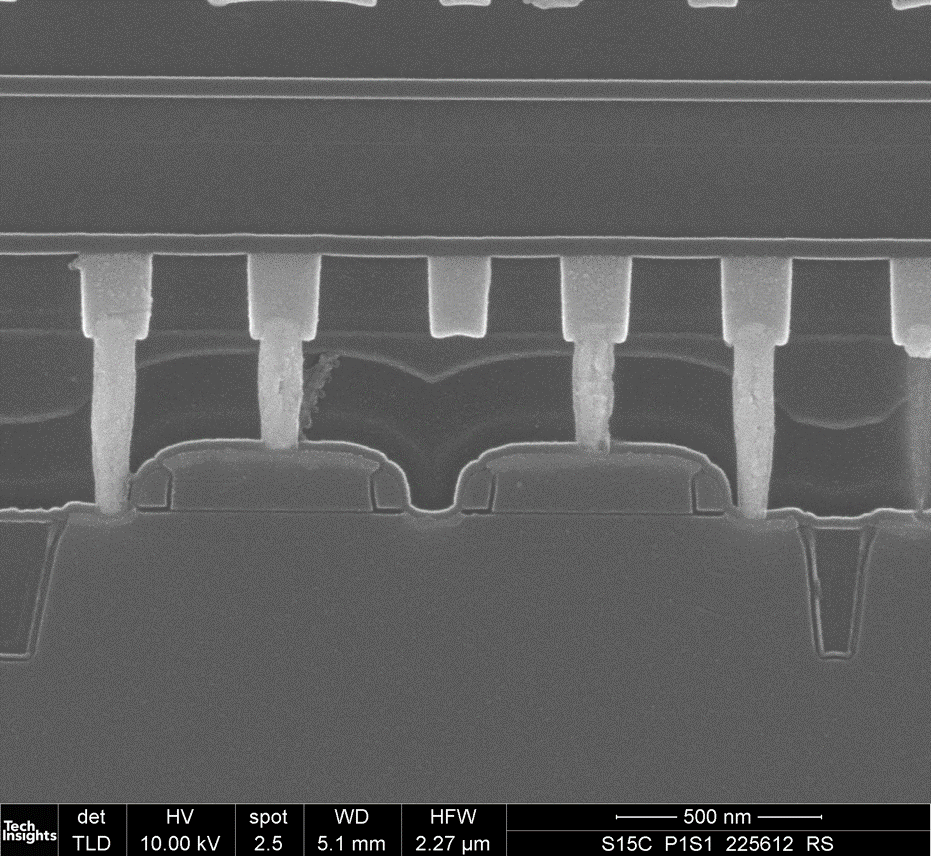 Tech
Insights
det
TLD
HV
10.00 kV
spot
2.5
WD
5.1 mm
HFW
2.27 µm
500 nm
S15C P1S1 225612 RS